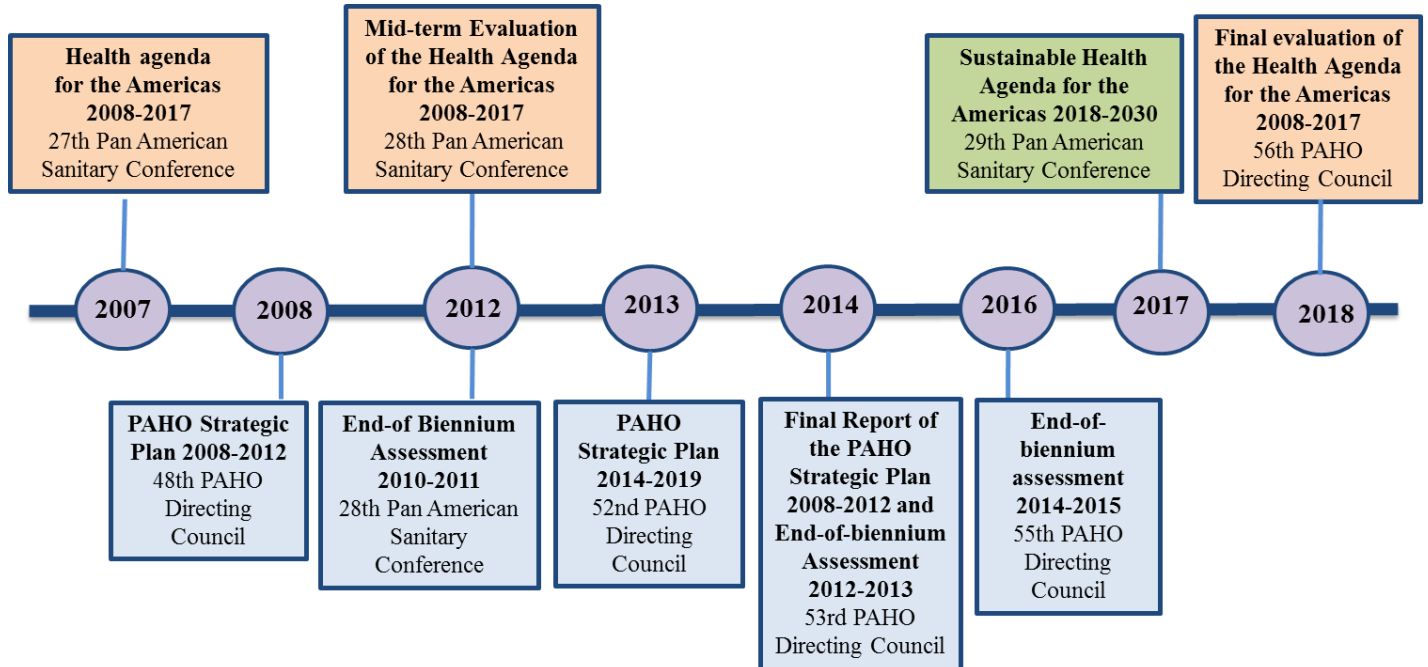 Health agenda
for the Americas
2008-2017
27th Pan American
Sanitary Conference
Mid-term Evaluation
of the Health Agenda
for the Americas
2008-2017
28th Pan American
Sanitary Conference
Sustainable Health
Agenda for the
Americas 2018-2030
29th Pan American
Sanitary Conference
Final evaluation of
the Health Agenda
for the Americas
2008-2017
56th PAHO
Directing Council
2007
2008
2012
2013
2014
2016
2017
2018
PAHO Strategic
Plan 2008-2012
48th PAHO
Directing
Council
End-of Biennium
Assessment
2010-2011
28th Pan American
Sanitary
Conference
PAHO
Strategic Plan
2014-2019
52nd PAHO
Directing
Council
Final Report of
the PAHO
Strategic Plan
2008-2012 and
End-of-biennium
Assessment
2012-2013
53rd PAHO
Directing Council
End-of-
biennium
assessment
2014-2015
55th PAHO
Directing
Council